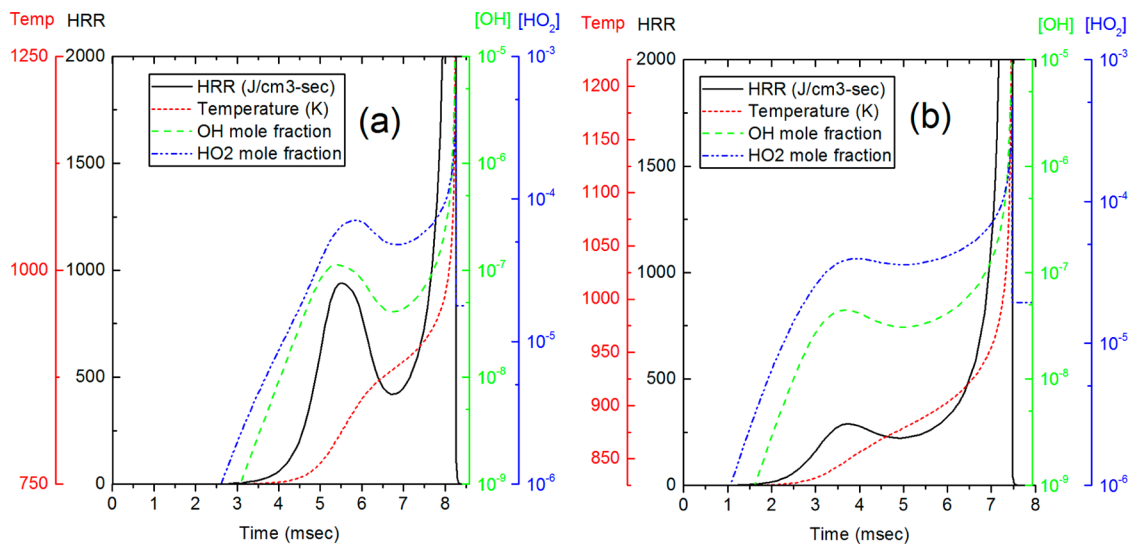 Temp HRR [OH] [HO2]
1250 2000 10^-5 10^-3
HRR (J/cm3-sec)
Temperature (K)
OH mole fraction
HO2 mole fraction
(a)
1500 10^-6
10^-4
1000 1000 10^-7
10^-5
500 10^-8
750 0 10^-9 10^-6
0 1 2 3 4 5 6 7 8
Time (msec)
Temp HRR [OH] [HO2]
2000 10^-5 10^-3
1200
HRR (J/cm3-sec)
Temperature (K)
OH mole fraction
HO2 mole fraction
(b)
1150
1500 10^-6
1100 10^-4
1050
1000 10^-7
1000
950 10^-5
500 10^-8
900
850
0 10^-9 10^-6
0 1 2 3 4 5 6 7 8
Time (msec)